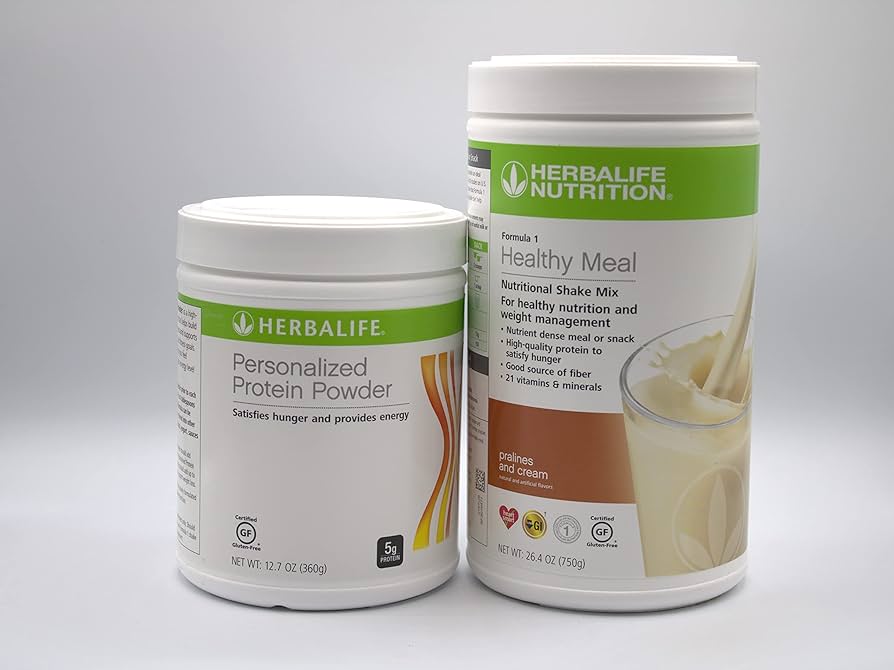 HERBALIFE®
Personalized
Protein Powder
Satisfies hunger and provides energy
Certified
GF
Gluten-Free
5g
PROTEIN
NET WT: 12.7 OZ (360g)
HERBALIFE
NUTRITION®
Formula 1
Healthy Meal
Nutritional Shake Mix
For healthy nutrition and
weight management
• Nutrient dense meal or snack
• High-quality protein to
satisfy hunger
• Good source of fiber
• 21 vitamins & minerals
pralines
and cream
natural and artificial flavors
GI
1
Certified
GF
Gluten-Free
NET WT: 26.4 OZ (750g)